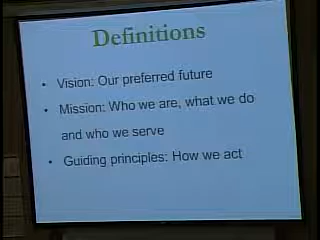 Definitions
• Vision: Our preferred future
• Mission: Who we are, what we do
and who we serve
• Guiding principles: How we act